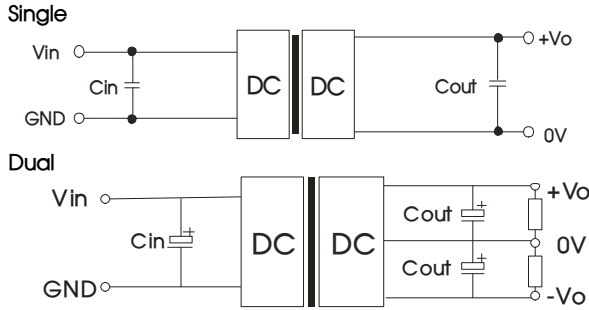 Single
Vin
Cin
GND
DC
DC
Cout
+Vo
0V
Dual
Vin
Cin
+
GND
DC
DC
Cout
+
Cout
+
+Vo
0V
-Vo